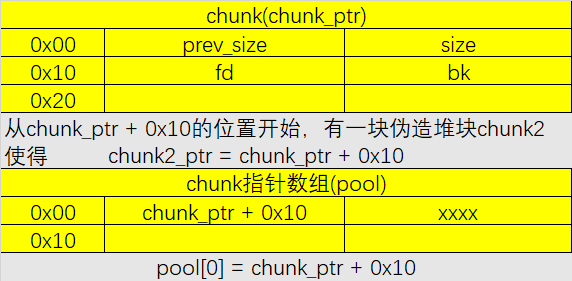 chunk(chunk_ptr)
0x00 prev_size size
0x10 fd bk
0x20
从chunk_ptr + 0x10的位置开始，有一块伪造堆块chunk2
使得 chunk2_ptr = chunk_ptr + 0x10
chunk指针数组(pool)
0x00 chunk_ptr + 0x10 xxxx
0x10
pool[0] = chunk_ptr + 0x10